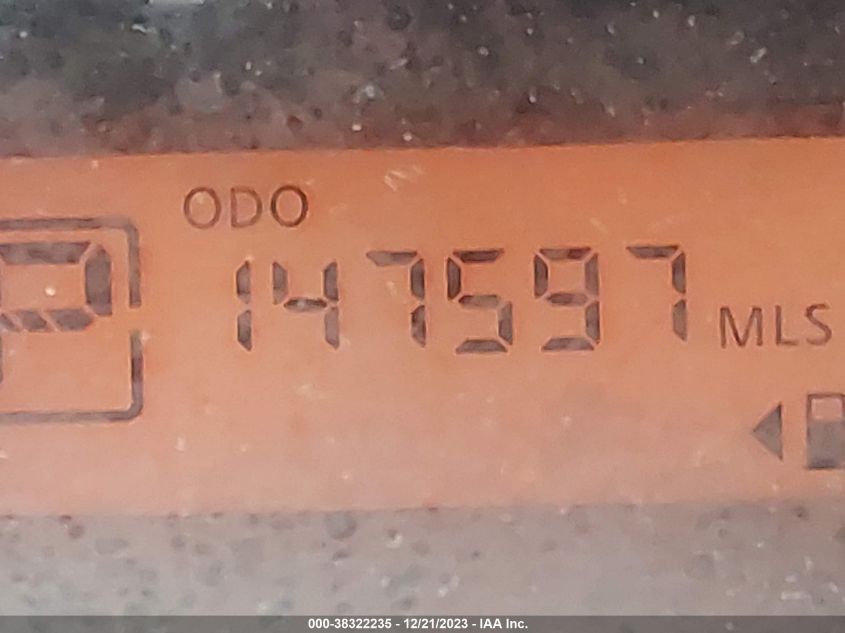 ODO
P 147597 MLS
000-38322235 - 12/21/2023 - IAA Inc.